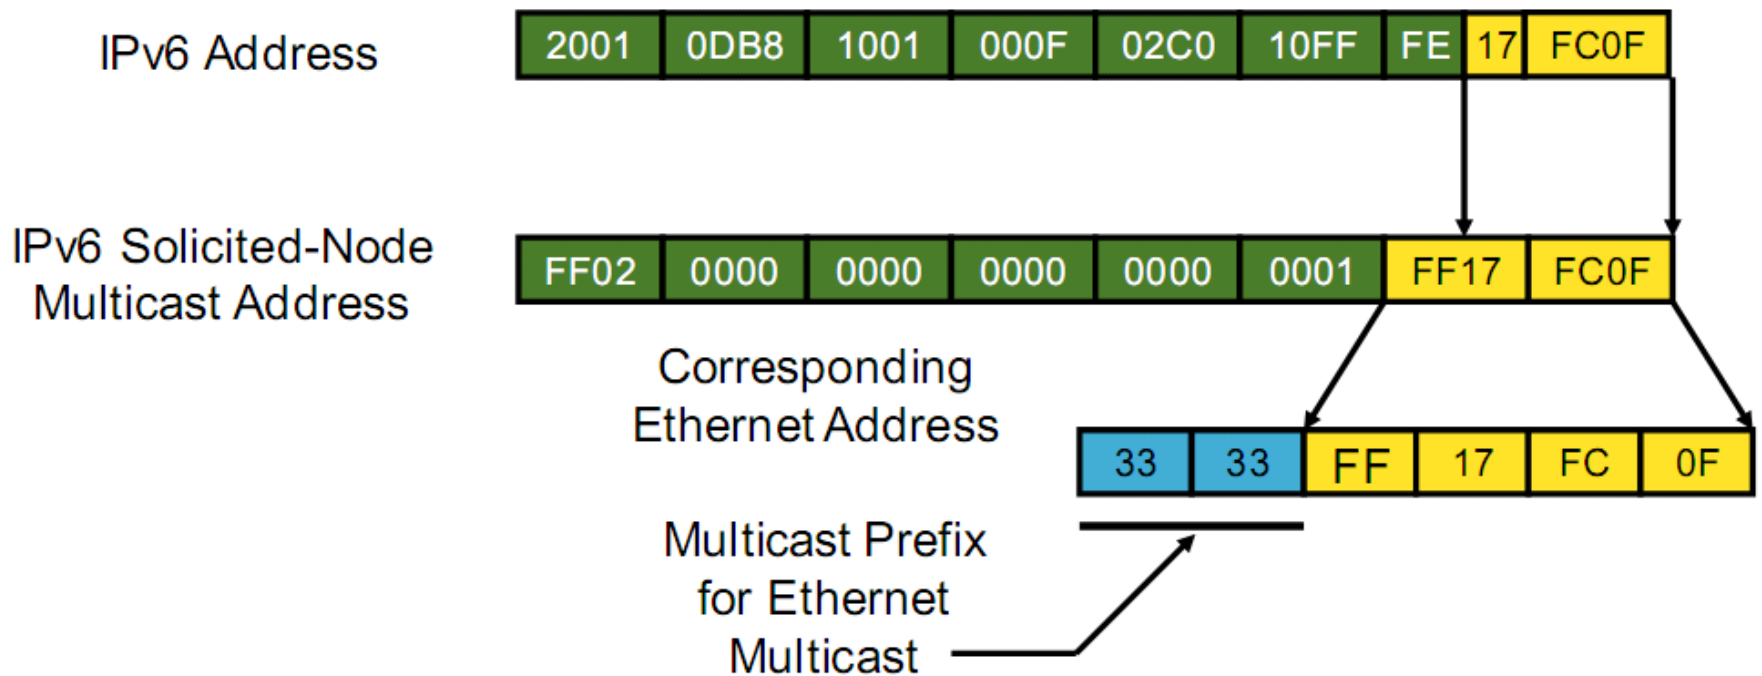 IPv6 Address
2001 0DB8 1001 000F 02C0 10FF FE 17 FC0F
IPv6 Solicited-Node
Multicast Address
FF02 0000 0000 0000 0000 0001 FF17 FC0F
Corresponding
Ethernet Address
33 33 FF 17 FC 0F
Multicast Prefix
for Ethernet
Multicast